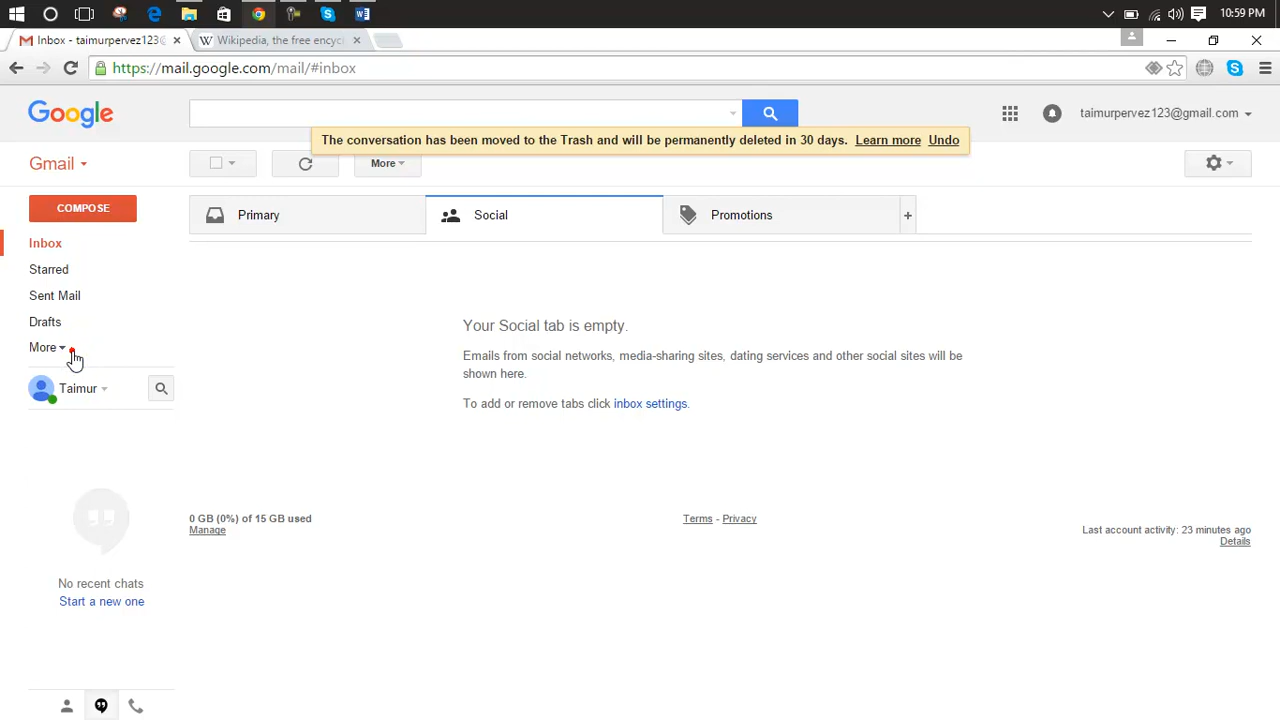 10:59 PM
Inbox - taimurpervez123@
Wikipedia, the free encyc
https://mail.google.com/mail/#inbox
Google
taimurpervez123@gmail.com
The conversation has been moved to the Trash and will be permanently deleted in 30 days. Learn more Undo
Gmail
More
COMPOSE
Primary
Social
Promotions
+
Inbox
Starred
Sent Mail
Drafts
More
Taimur
Your Social tab is empty.
Emails from social networks, media-sharing sites, dating services and other social sites will be
shown here.
To add or remove tabs click inbox settings.
0 GB (0%) of 15 GB used
Manage
Terms - Privacy
Last account activity: 23 minutes ago
Details
No recent chats
Start a new one